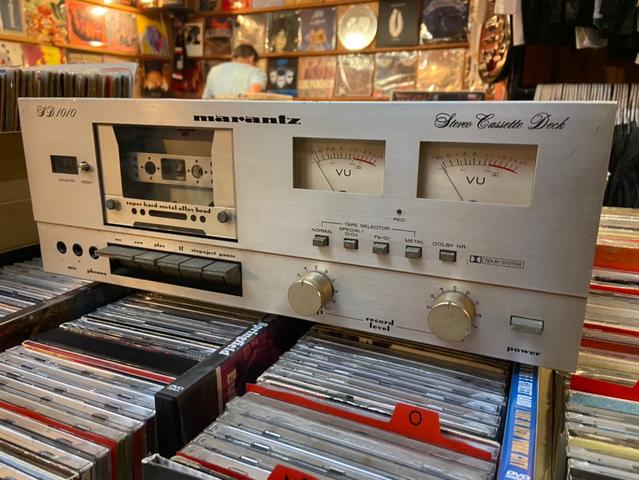 SD1010
marantz
Stereo Cassette Deck
COUNTER
RESET
super hard metal alloy head
VU
VU
REC
TAPE SELECTOR
NORMAL
SPECIAL/
CrO2
Fe-Cr
METAL
DOLBY NR
DOLBY SYSTEM
rec rew play ff stop/eject pause
mic phones
record
level
power
O
DVD